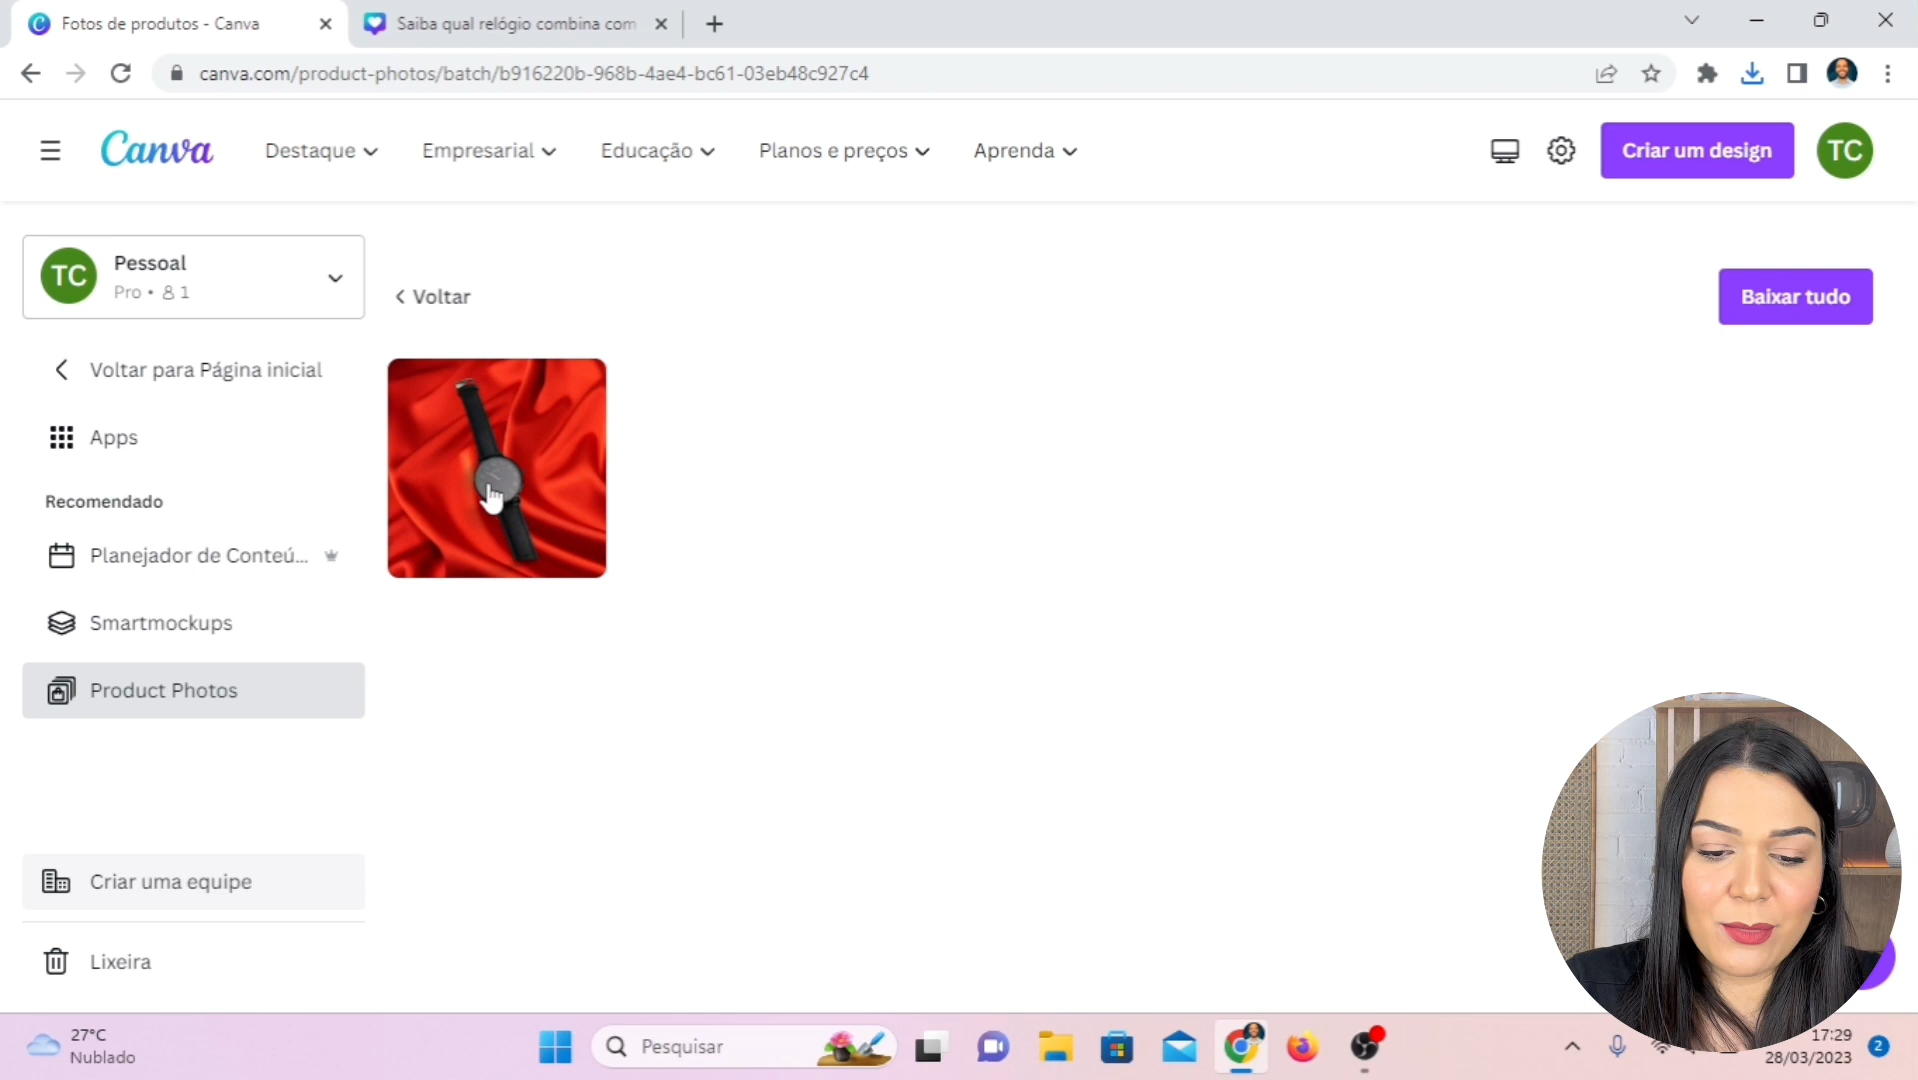 Fotos de produtos - Canva
Saiba qual relógio combina com
canva.com/product-photos/batch/b916220b-968b-4ae4-bc61-03eb48c927c4
Canva
Destaque
Empresarial
Educação
Planos e preços
Aprenda
Criar um design
TC
TC
Pessoal
Pro • 1
Voltar
Baixar tudo
Voltar para Página inicial
Apps
Recomendado
Planejador de Conteú...
Smartmockups
Product Photos
Criar uma equipe
Lixeira
27°C
Nublado
Pesquisar
17:29
28/03/2023
2